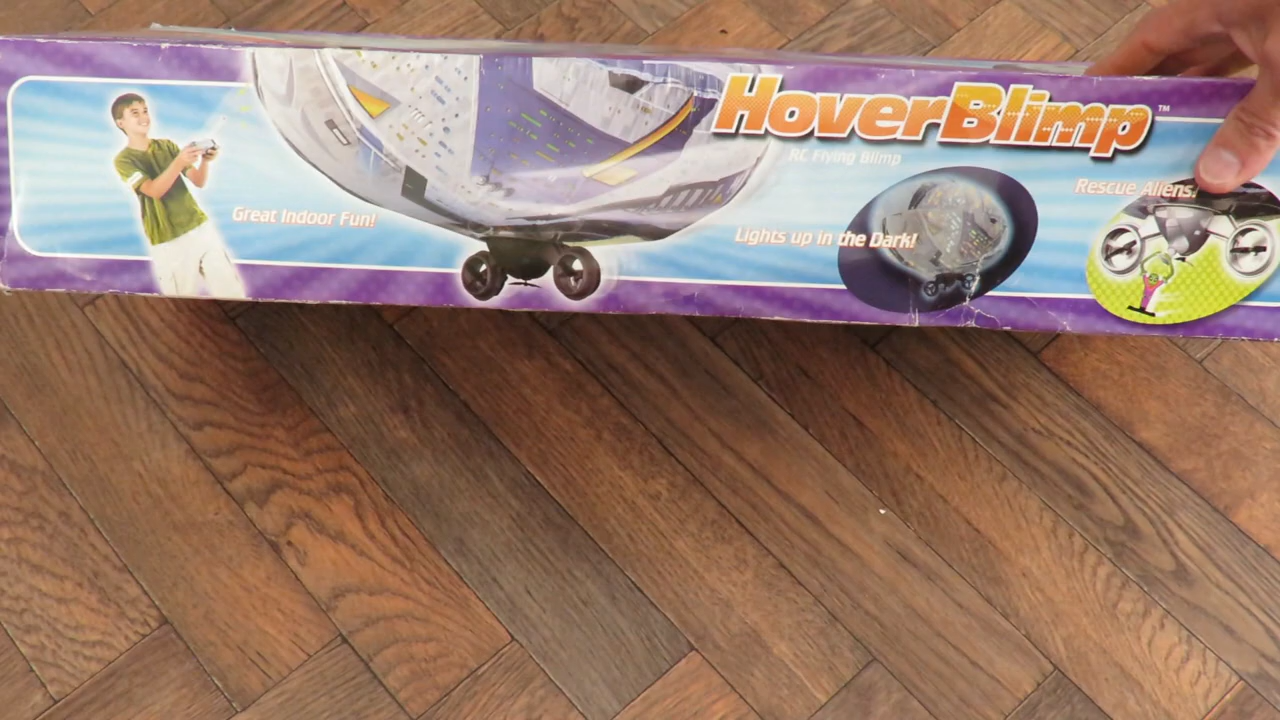 HoverBlimp™
RC Flying Blimp
Great Indoor Fun!
Lights up in the Dark!
Rescue Aliens!